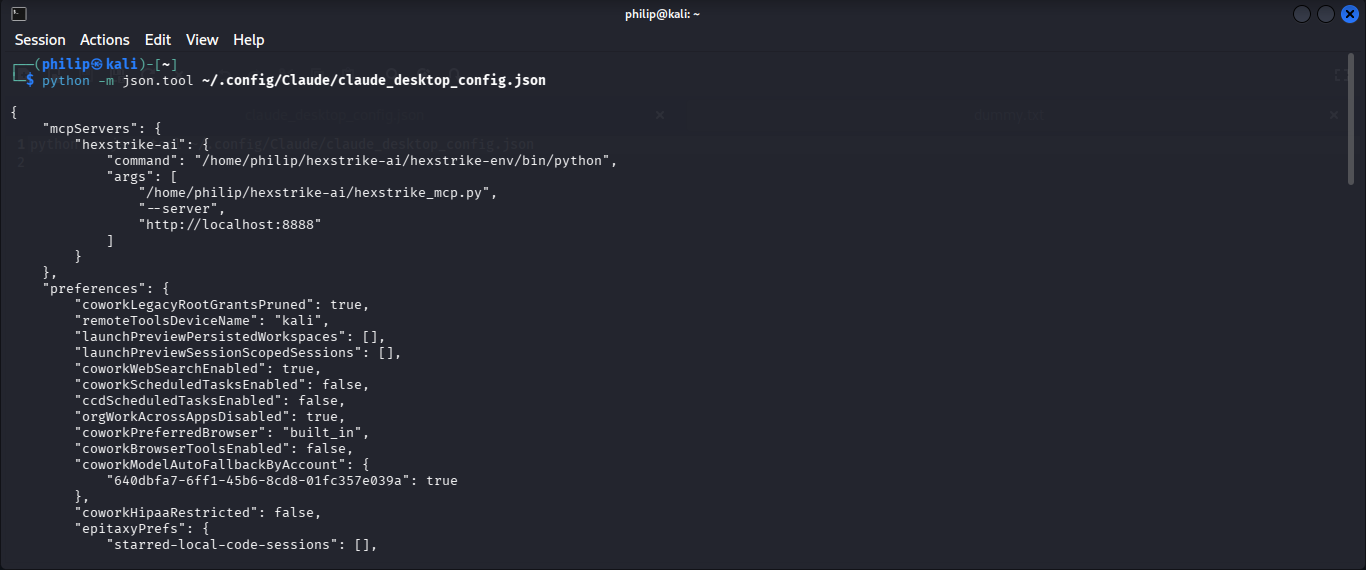 philip@kali: ~
Session Actions Edit View Help
┌──(philip㉿kali)-[~]
└─$ python -m json.tool ~/.config/Claude/claude_desktop_config.json
{
    "mcpServers": {
        "hexstrike-ai": {
            "command": "/home/philip/hexstrike-ai/hexstrike-env/bin/python",
            "args": [
                "/home/philip/hexstrike-ai/hexstrike_mcp.py",
                "--server",
                "http://localhost:8888"
            ]
        }
    },
    "preferences": {
        "coworkLegacyRootGrantsPruned": true,
        "remoteToolsDeviceName": "kali",
        "launchPreviewPersistedWorkspaces": [],
        "launchPreviewSessionScopedSessions": [],
        "coworkWebSearchEnabled": true,
        "coworkScheduledTasksEnabled": false,
        "ccdScheduledTasksEnabled": false,
        "orgWorkAcrossAppsDisabled": true,
        "coworkPreferredBrowser": "built_in",
        "coworkBrowserToolsEnabled": false,
        "coworkModelAutoFallbackByAccount": {
            "640dbfa7-6ff1-45b6-8cd8-01fc357e039a": true
        },
        "coworkHipaaRestricted": false,
        "epitaxyPrefs": {
            "starred-local-code-sessions": [],